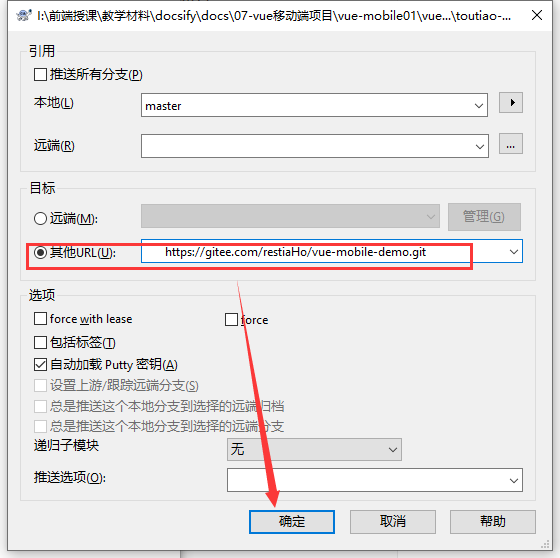 I:\前端授课\教学材料\docsify\docs\07-vue移动端项目\vue-mobile01\vue...\toutiao-...
引用
推送所有分支(P)
本地(L)
master
远端(R)
...
目标
远端(M):
管理(G)
其他URL(U):
https://gitee.com/restiaHo/vue-mobile-demo.git
选项
force with lease
force
包括标签(T)
自动加载 Putty 密钥(A)
设置上游/跟踪远端分支(S)
总是推送这个本地分支到选择的远端归档
总是推送这个本地分支到选择的远端分支
递归子模块
无
推送选项(O):
确定
取消
帮助